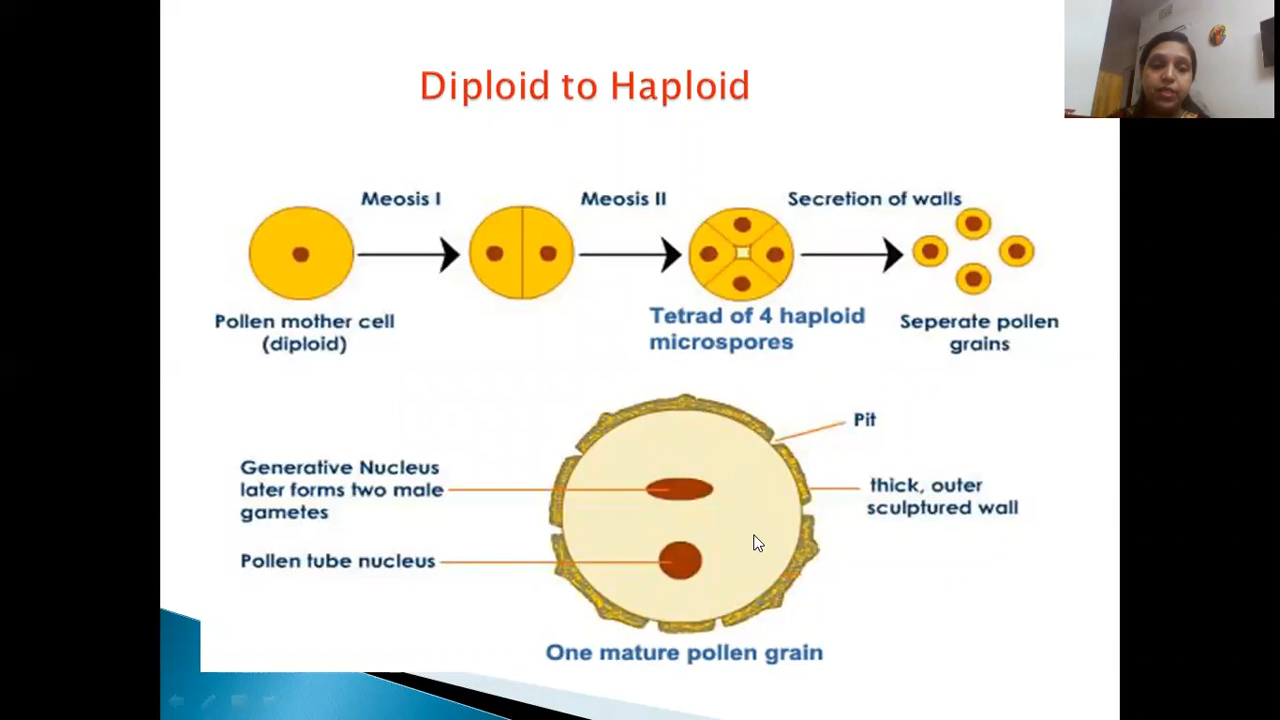 Diploid to Haploid
Meosis I
Meosis II
Secretion of walls
Pollen mother cell
(diploid)
Tetrad of 4 haploid
microspores
Seperate pollen
grains
Pit
Generative Nucleus
later forms two male
gametes
thick, outer
sculptured wall
Pollen tube nucleus
One mature pollen grain